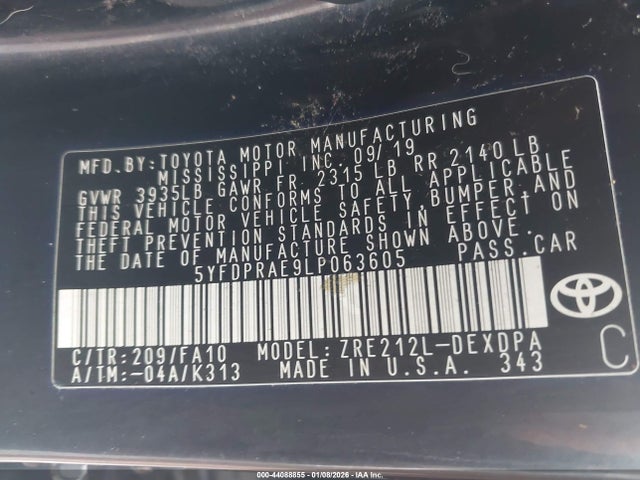 MFD. BY: TOYOTA MOTOR MANUFACTURING
MISSISSIPPI INC. 09/19
GVWR 3935LB GAWR FR. 2315 LB RR 2140 LB
THIS VEHICLE CONFORMS TO ALL APPLICABLE
FEDERAL MOTOR VEHICLE SAFETY, BUMPER, AND
THEFT PREVENTION STANDARDS IN EFFECT ON
THE DATE OF MANUFACTURE SHOWN ABOVE.
5YFDPRAE9LP063605 PASS. CAR
C/TR: 209/FA10 MODEL: ZRE212L-DEXDPA
A/TM: -04A/K313 MADE IN U.S.A. 343
C
000-44088855 - 01/08/2026 - IAA Inc.